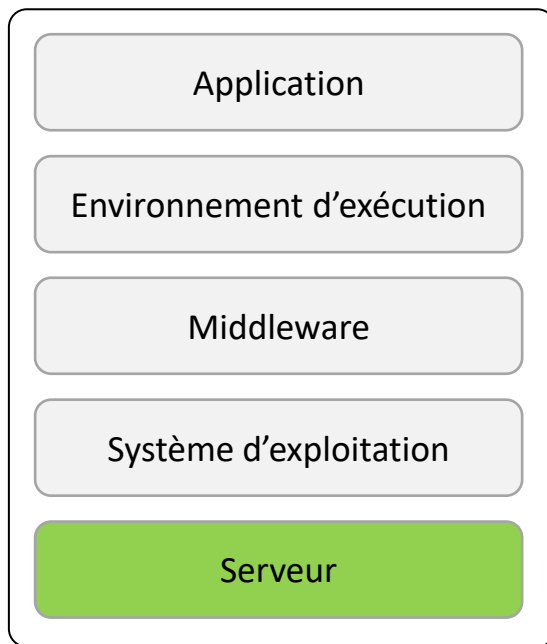 Application
Environnement d’exécution
Middleware
Système d’exploitation
Serveur